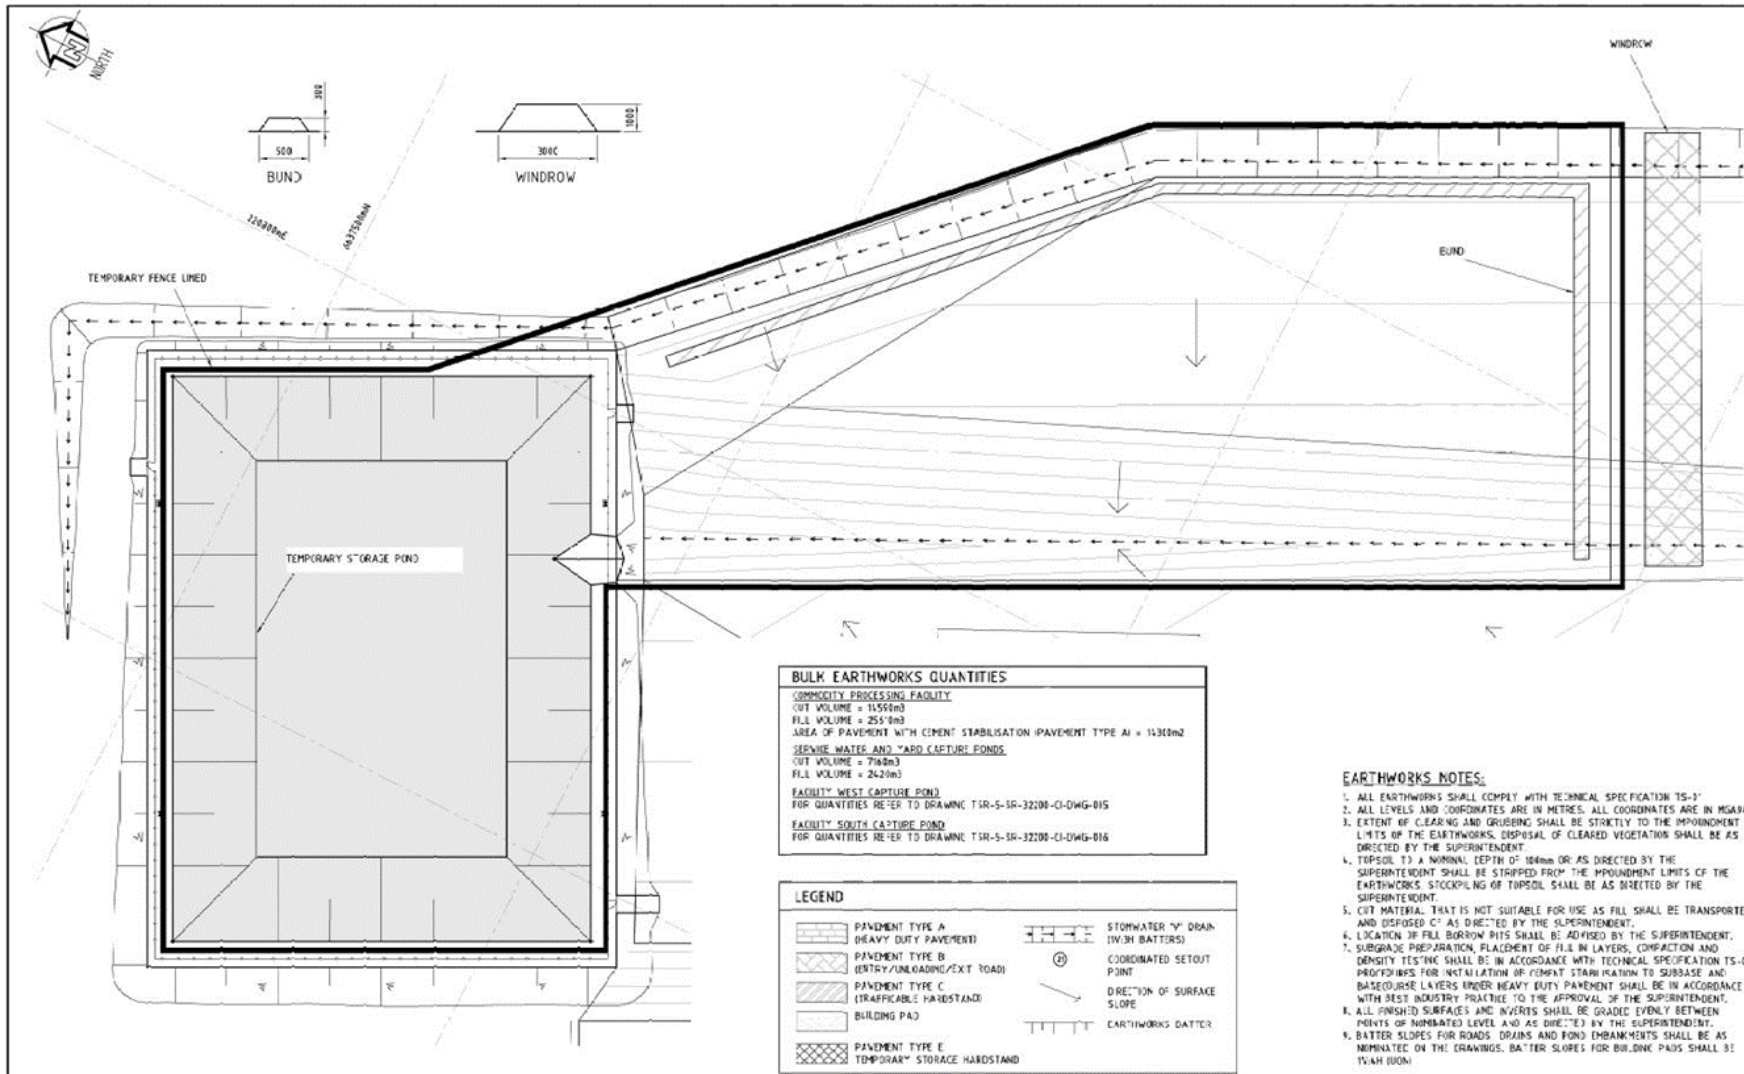 WINDROW
NORTH
300
1000
500
3000
BUND
WINDROW
220800mE
6637500mN
BUND
TEMPORARY FENCE LINED
TEMPORARY STORAGE POND
BULK EARTHWORKS QUANTITIES
COMMODITY PROCESSING FACILITY
CUT VOLUME = 14590m3
FILL VOLUME =
AREA OF PAVEMENT WITH CEMENT STABILISATION (PAVEMENT TYPE A) = 14300m2
SERVICE WATER AND YARD CAPTURE PONDS
CUT VOLUME = 7160m3
FILL VOLUME = 2420m3
FACILITY WEST CAPTURE POND
FOR QUANTITIES REFER TO DRAWING TSR-S-SR-32200-CI-DWG-015
FACILITY SOUTH CAPTURE POND
FOR QUANTITIES REFER TO DRAWING TSR-S-SR-32200-CI-DWG-016
LEGEND
PAVEMENT TYPE A
(HEAVY DUTY PAVEMENT)
PAVEMENT TYPE B
(ENTRY/UNLOADING/EXIT ROAD)
PAVEMENT TYPE C
(TRAFFICABLE HARDSTAND)
BUILDING PAD
PAVEMENT TYPE E
TEMPORARY STORAGE HARDSTAND
STOMWATER 'V' DRAIN
(1V:3H BATTERS)
21
COORDINATED SETOUT
POINT
DIRECTION OF SURFACE
SLOPE
EARTHWORKS BATTER
EARTHWORKS NOTES:
1. ALL EARTHWORKS SHALL COMPLY WITH TECHNICAL SPECIFICATION
2. ALL LEVELS AND COORDINATES ARE IN METRES. ALL COORDINATES ARE IN MGA94
3. EXTENT OF CLEARING AND GRUBBING SHALL BE STRICTLY TO THE IMPOUNDMENT
LIMITS OF THE EARTHWORKS. DISPOSAL OF CLEARED VEGETATION SHALL BE AS
DIRECTED BY THE SUPERINTENDENT.
4. TOPSOIL TO A NOMINAL DEPTH OF 100mm OR AS DIRECTED BY THE
SUPERINTENDENT SHALL BE STRIPPED FROM THE IMPOUNDMENT LIMITS OF THE
EARTHWORKS. STOCKPILING OF TOPSOIL SHALL BE AS DIRECTED BY THE
SUPERINTENDENT.
5. CUT MATERIAL THAT IS NOT SUITABLE FOR USE AS FILL SHALL BE TRANSPORTE
AND DISPOSED OF AS DIRECTED BY THE SUPERINTENDENT.
6. LOCATION OF FILL BORROW PITS SHALL BE ADVISED BY THE SUPERINTENDENT.
7. SUBGRADE PREPARATION, PLACEMENT OF FILL IN LAYERS, COMPACTION AND
DENSITY TESTING SHALL BE IN ACCORDANCE WITH TECHNICAL SPECIFICATION
PROCEDURES FOR INSTALLATION OF CEMENT STABILISATION TO SUBBASE AND
BASECOURSE LAYERS UNDER HEAVY DUTY PAVEMENT SHALL BE IN ACCORDANCE
WITH BEST INDUSTRY PRACTICE TO THE APPROVAL OF THE SUPERINTENDENT.
8. ALL FINISHED SURFACES AND INVERTS SHALL BE GRADED EVENLY BETWEEN
POINTS OF NOMINATED LEVEL AND AS DIRECTED BY THE SUPERINTENDENT.
9. BATTER SLOPES FOR ROADS, DRAINS AND POND EMBANKMENTS SHALL BE AS
NOMINATED ON THE DRAWINGS. BATTER SLOPES FOR BUILDING PADS SHALL BE
1V:4H (UON)